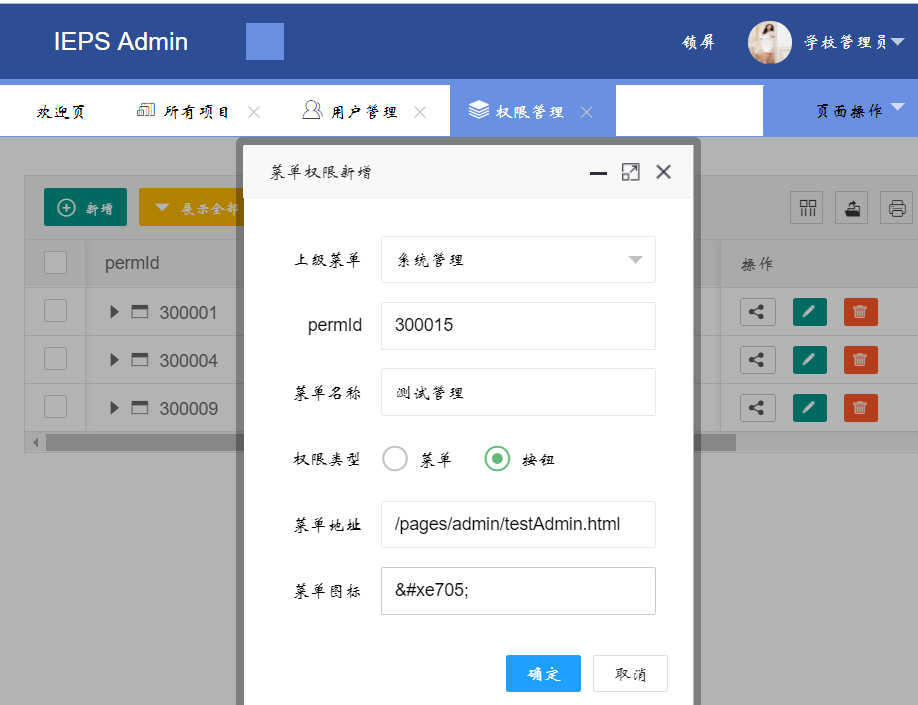 IEPS Admin
锁屏
学校管理员
欢迎页
所有项目
用户管理
权限管理
页面操作
菜单权限新增
新增
展示全部
permId
操作
300001
300004
300009
上级菜单
系统管理
permId
300015
菜单名称
测试管理
权限类型
菜单
按钮
菜单地址
/pages/admin/testAdmin.html
菜单图标
&#xe705;
确定
取消